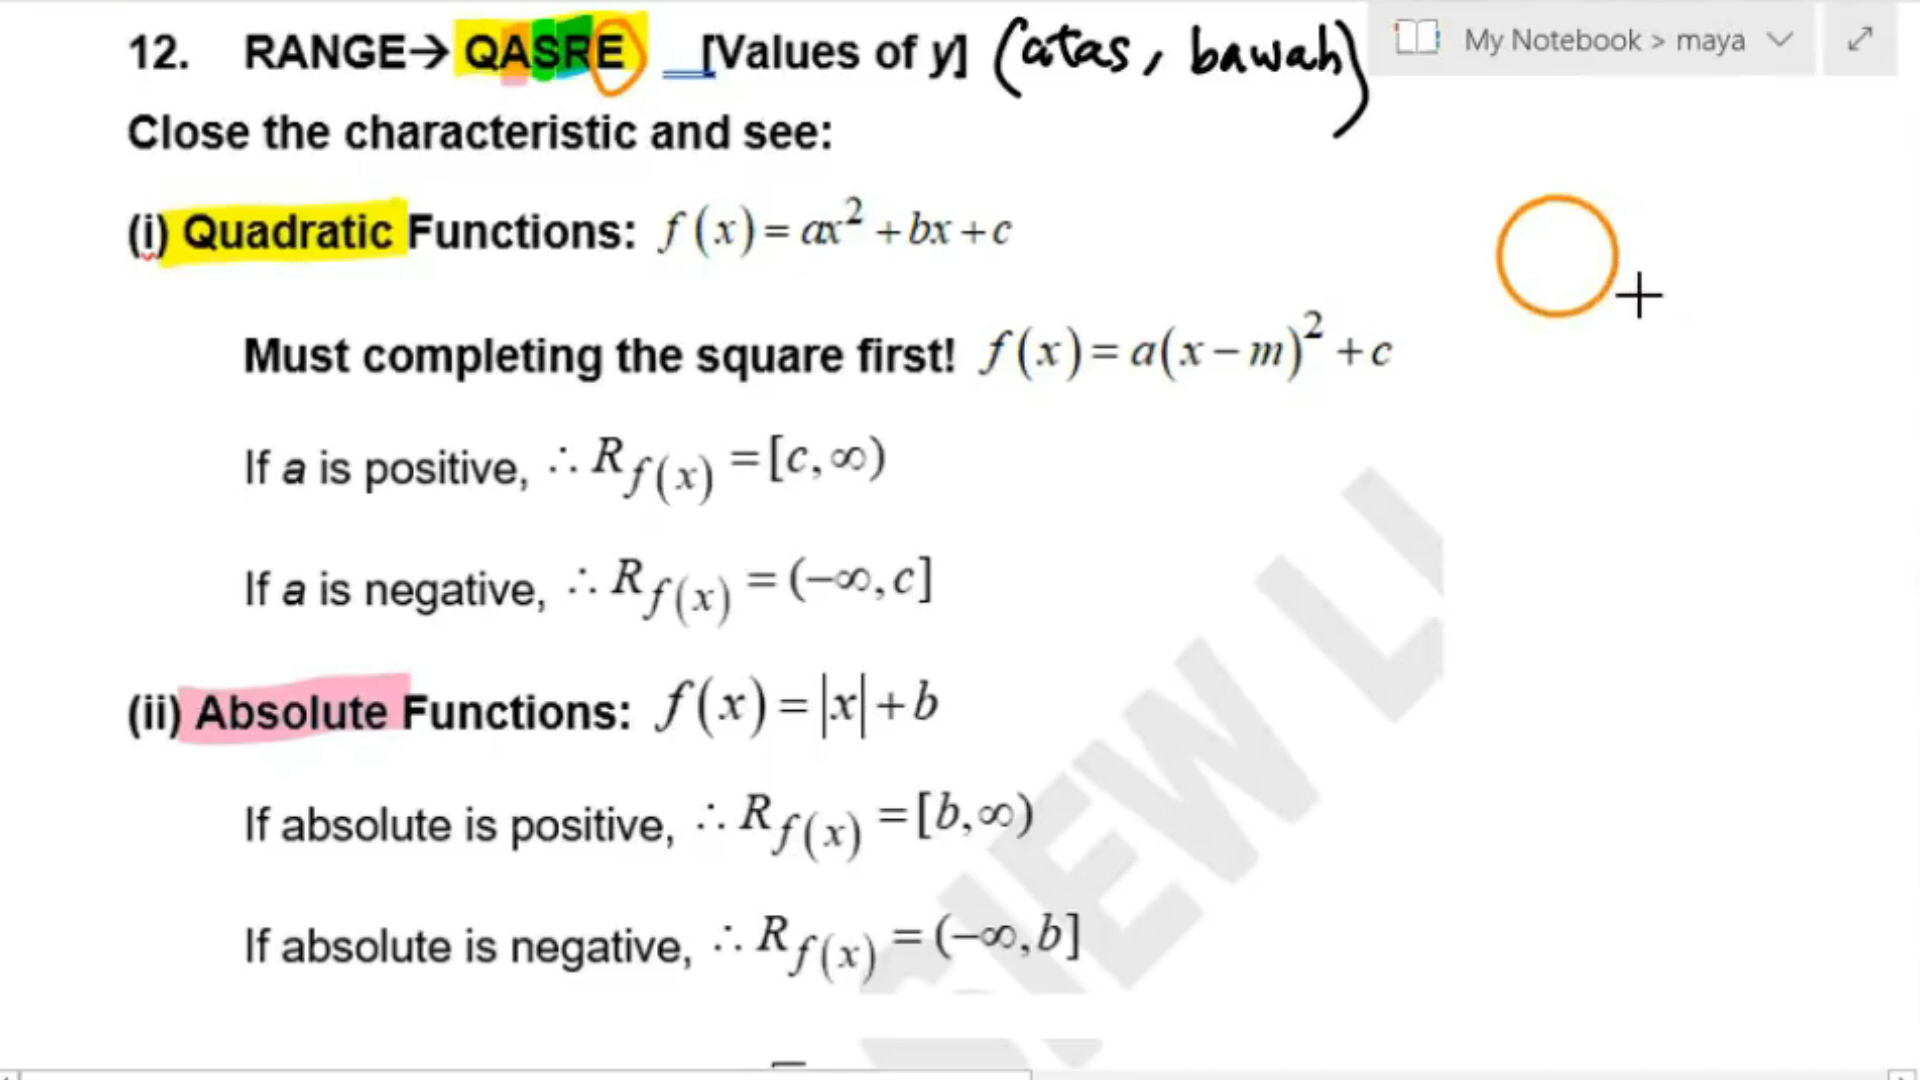 12. RANGE→ QASRE __[Values of y] (atas, bawah)
My Notebook > maya
Close the characteristic and see:
(i) Quadratic Functions: f(x) = ax² + bx + c
Must completing the square first! f(x) = a(x − m)² + c
If a is positive, ∴ R_f(x) = [c, ∞)
If a is negative, ∴ R_f(x) = (−∞, c]
(ii) Absolute Functions: f(x) = |x| + b
If absolute is positive, ∴ R_f(x) = [b, ∞)
If absolute is negative, ∴ R_f(x) = (−∞, b]
NEW